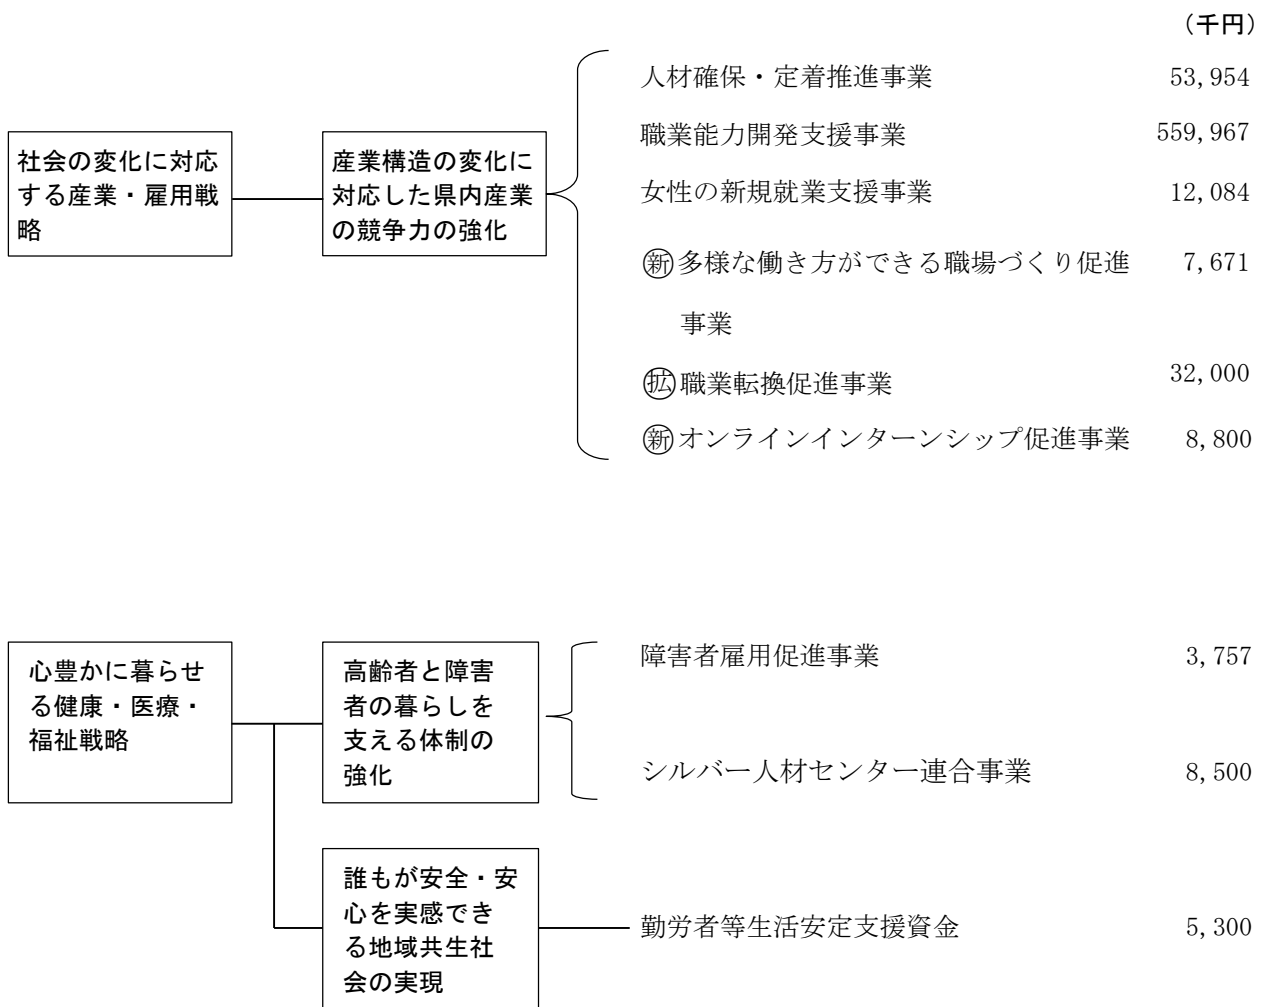 （千円）
人材確保・定着推進事業 53,954
職業能力開発支援事業 559,967
社会の変化に対応
する産業・雇用戦
略
産業構造の変化に
対応した県内産業
の競争力の強化
女性の新規就業支援事業 12,084
㊟新多様な働き方ができる職場づくり促進 7,671
事業
拡職業転換促進事業 32,000
新オンラインインターンシップ促進事業 8,800
心豊かに暮らせ
る健康・医療・
福祉戦略
高齢者と障害
者の暮らしを
支える体制の
強化
障害者雇用促進事業 3,757
シルバー人材センター連合事業 8,500
誰もが安全・安
心を実感でき
る地域共生社
会の実現
勤労者等生活安定支援資金 5,300